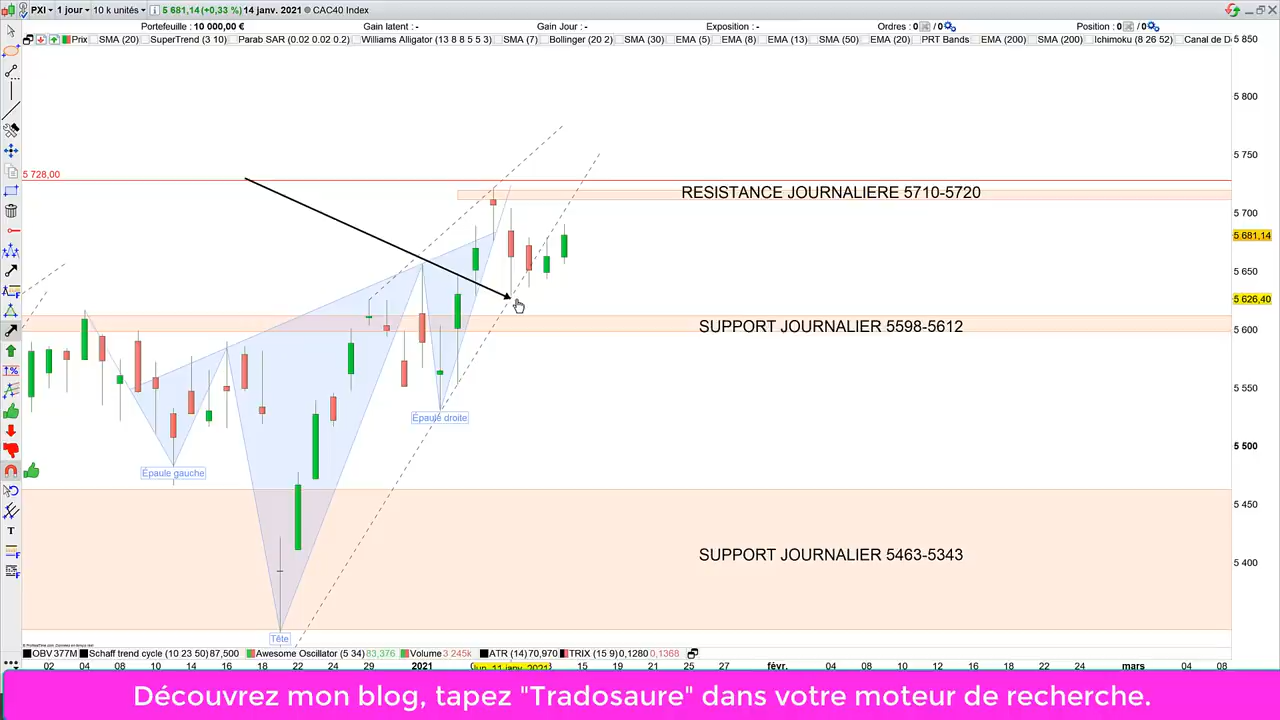 PXI 1 jour 10 k unités 5 681,14 (+0,33 %) 14 janv. 2021 CAC40 Index
Portefeuille : 10 000,00 € Gain latent : - Gain Jour : - Exposition : - Ordres : 0 / 0 Position : 0 / 0
Prix SMA (20) SuperTrend (3 10) Parab SAR (0.02 0.02 0.2) Williams Alligator (13 8 8 5 5 3) SMA (7) Bollinger (20 2) SMA (30) EMA (5) EMA (8) EMA (13) SMA (50) EMA (20) PRT Bands EMA (200) SMA (200) Ichimoku (8 26 52) Canal de D
5 850
5 800
5 750
5 728,00
RESISTANCE JOURNALIERE 5710-5720
5 700
5 681,14
5 650
5 626,40
SUPPORT JOURNALIER 5598-5612
5 600
5 550
Épaule droite
5 500
Épaule gauche
5 450
SUPPORT JOURNALIER 5463-5343
5 400
Tête
OBV 377M Schaff trend cycle (10 23 50) 87,500 Awesome Oscillator (5 34) 83,376 Volume 3 245k ATR (14) 70,970 TRIX (15 9) 0,1280 0,1368
02 04 08 10 14 16 18 22 24 29 2021 lun. 11 janv. 2021 15 19 21 25 27 févr. 03 04 08 10 12 16 18 22 24 mars 04 08
Découvrez mon blog, tapez "Tradosaure" dans votre moteur de recherche.